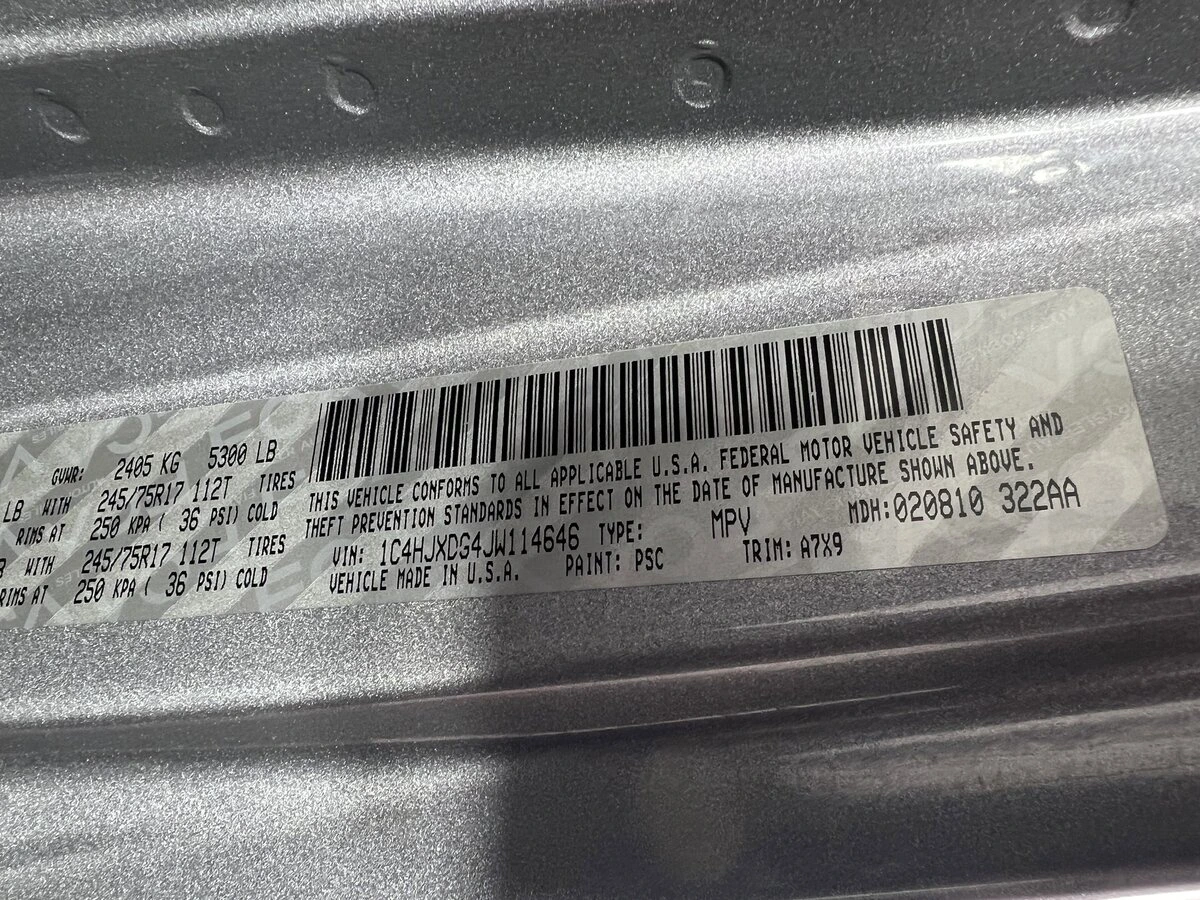 GVWR: 2405 KG 5300 LB
LB WITH 245/75R17 112T TIRES
RIMS AT 250 KPA ( 36 PSI) COLD
WITH 245/75R17 112T TIRES
RIMS AT 250 KPA ( 36 PSI) COLD
THIS VEHICLE CONFORMS TO ALL APPLICABLE U.S.A. FEDERAL MOTOR VEHICLE SAFETY AND
THEFT PREVENTION STANDARDS IN EFFECT ON THE DATE OF MANUFACTURE SHOWN ABOVE.
VIN: 1C4HJXDG4JW114646 TYPE: MPV MDH:020810 322AA
VEHICLE MADE IN U.S.A. PAINT: PSC TRIM: A7X9